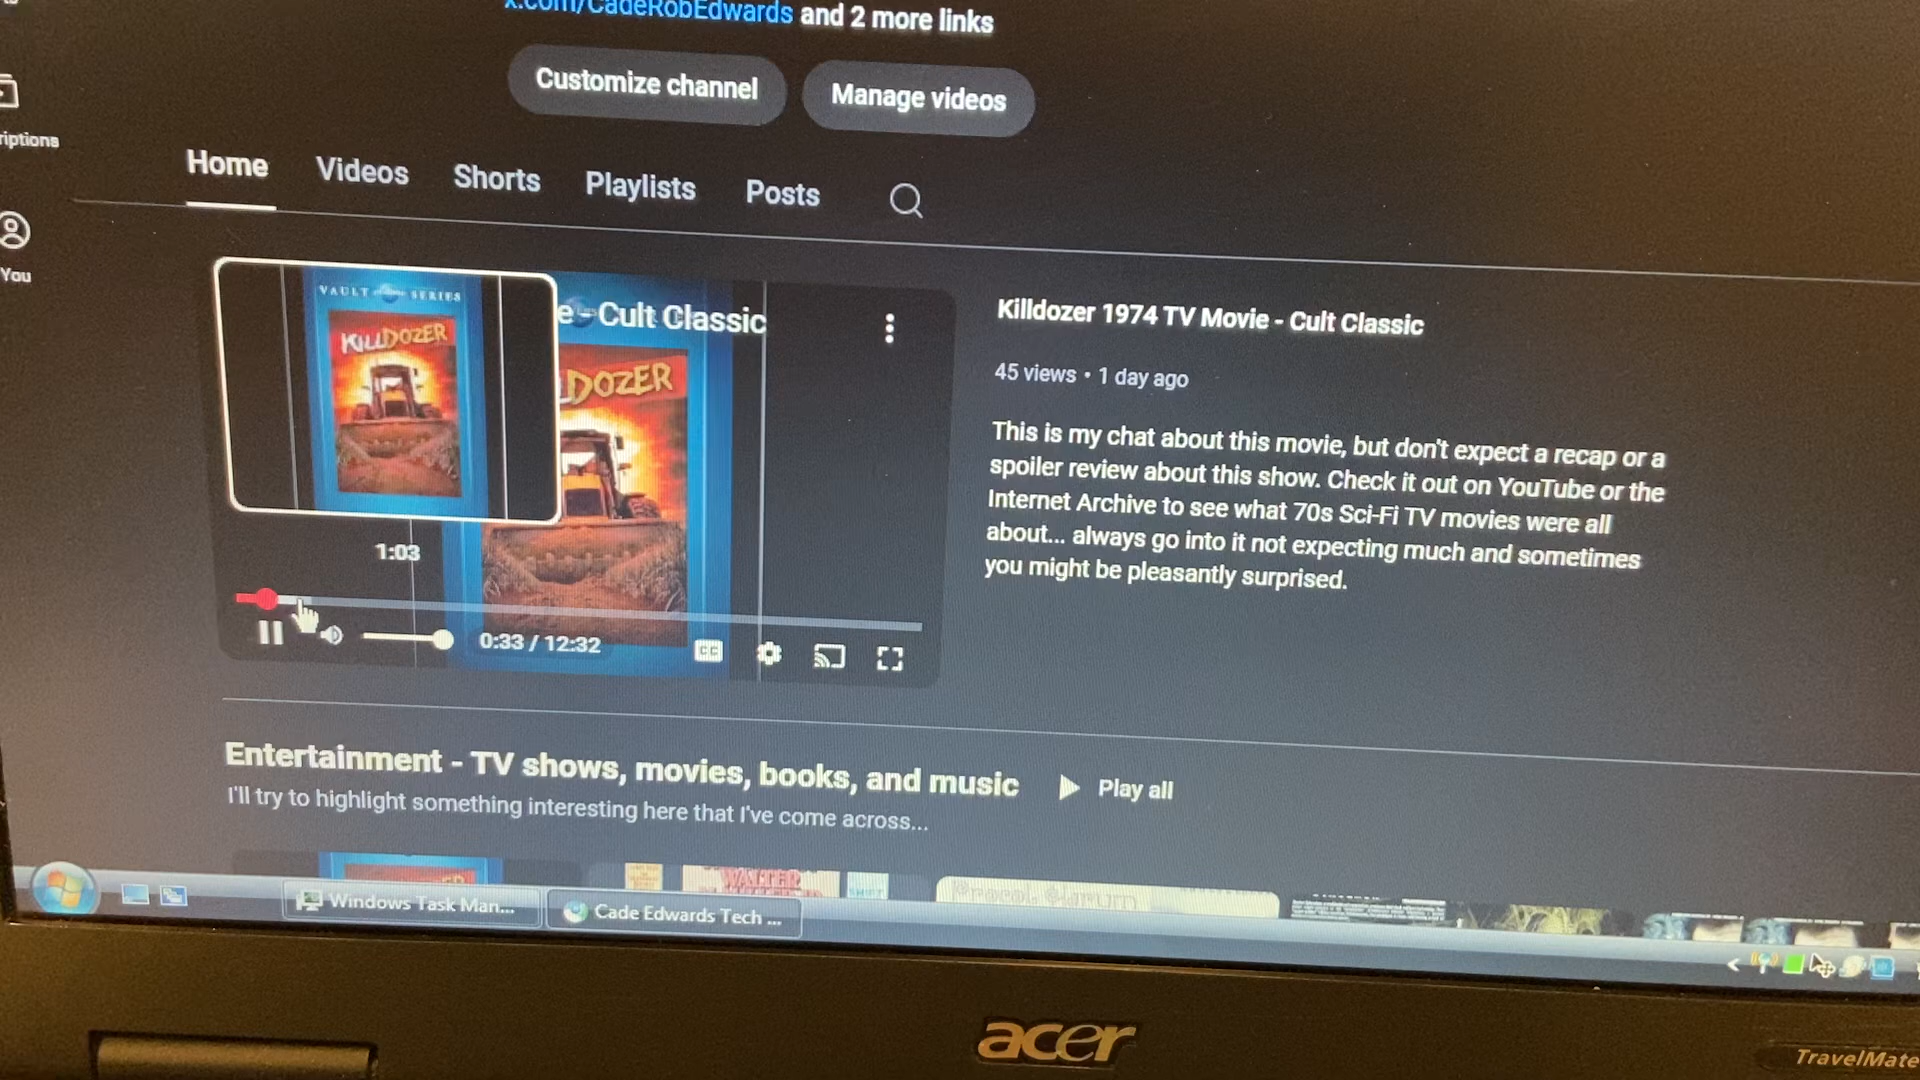 x.com/CadeRobEdwards and 2 more links
Customize channel
Manage videos
riptions
Home
Videos
Shorts
Playlists
Posts
You
VAULT SERIES
KILLDOZER
e - Cult Classic
LDOZER
1:03
0:33 / 12:32
CC
Killdozer 1974 TV Movie - Cult Classic
45 views • 1 day ago
This is my chat about this movie, but don't expect a recap or a
spoiler review about this show. Check it out on YouTube or the
Internet Archive to see what 70s Sci-Fi TV movies were all
about... always go into it not expecting much and sometimes
you might be pleasantly surprised.
Entertainment - TV shows, movies, books, and music
Play all
I'll try to highlight something interesting here that I've come across...
WALTER
Procol Harum
Windows Task Man...
Cade Edwards Tech ...
acer
TravelMate